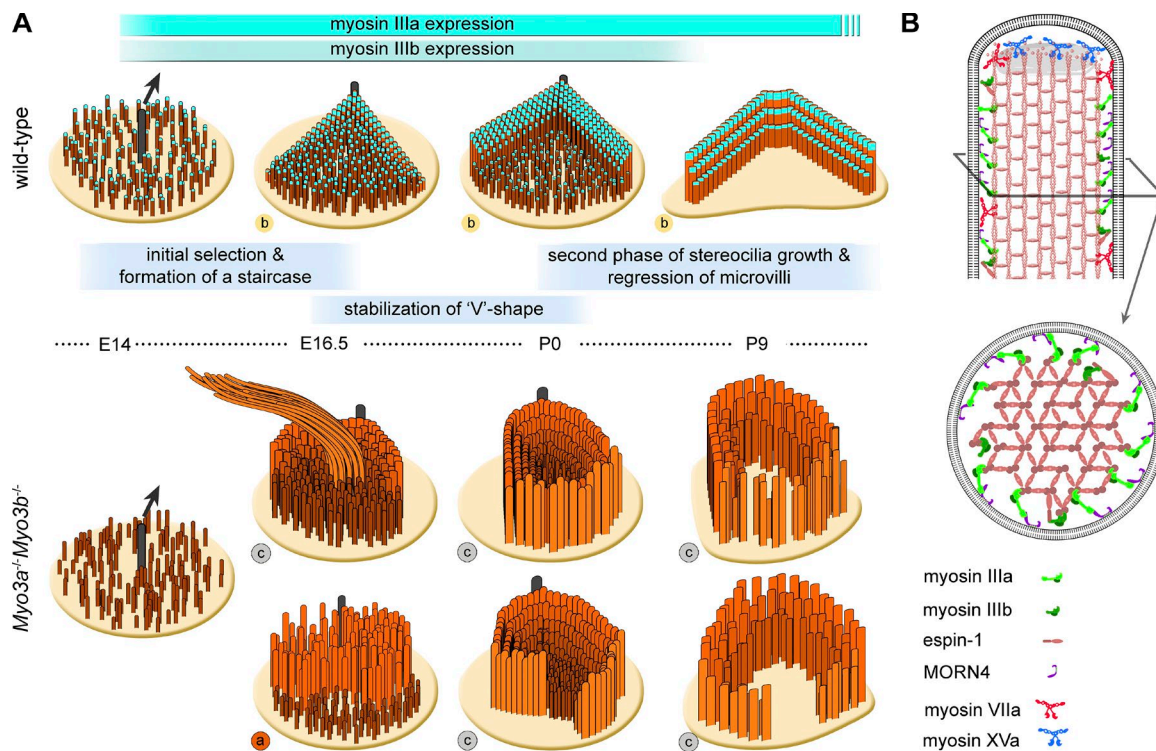 A
myosin IIIa expression
myosin IIIb expression
B
wild-type
b
b
b
initial selection &
formation of a staircase
second phase of stereocilia growth &
regression of microvilli
stabilization of 'V'-shape
E14
E16.5
P0
P9
Myo3a-/-Myo3b-/-
c
c
c
a
c
c
myosin IIIa
myosin IIIb
espin-1
MORN4
myosin VIIa
myosin XVa